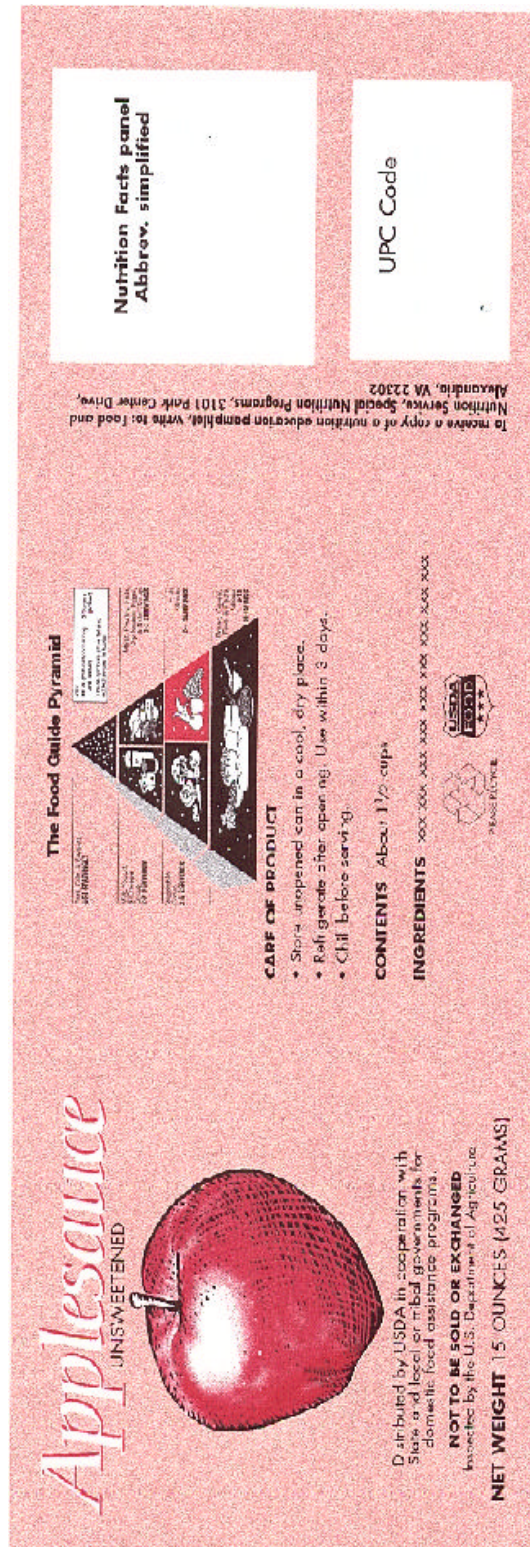 Applesauce
UNSWEETENED
Distributed by USDA in cooperation with
State and local or tribal governments for
domestic food assistance programs.
NOT TO BE SOLD OR EXCHANGED
Inspected by the U.S. Department of Agriculture
NET WEIGHT 15 OUNCES (425 GRAMS)
The Food Guide Pyramid
CARE OF PRODUCT
• Store unopened can in a cool, dry place.
• Refrigerate after opening. Use within 3 days.
• Chill before serving.
CONTENTS About 1½ cups
INGREDIENTS xxx xxx xxx xxx xxx xxx xxx xxx xxx xxx
PLEASE RECYCLE
USDA
FOOD
To receive a copy of a nutrition education pamphlet, write to: Food and
Nutrition Service, Special Nutrition Programs, 3101 Park Center Drive,
Alexandria, VA 22302
Nutrition Facts panel
Abbrev. simplified
UPC Code